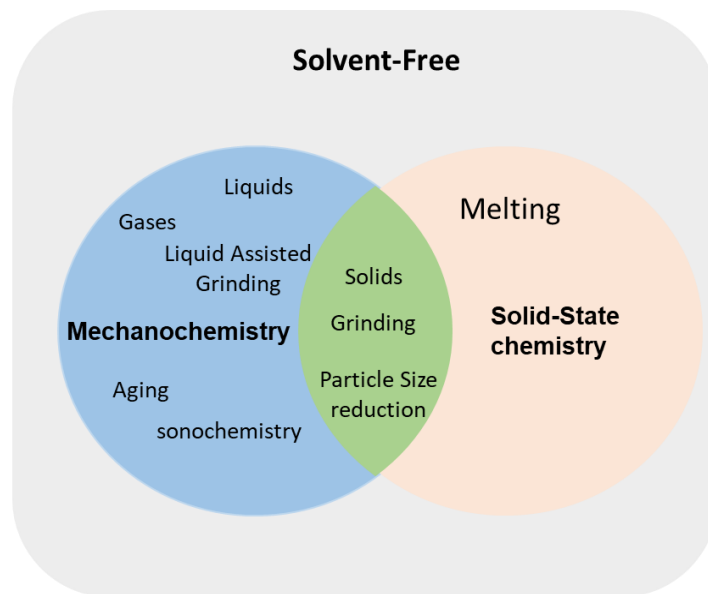 Solvent-Free
Liquids
Gases
Liquid Assisted
Grinding
Mechanochemistry
Aging
sonochemistry
Solids
Grinding
Particle Size
reduction
Melting
Solid-State
chemistry